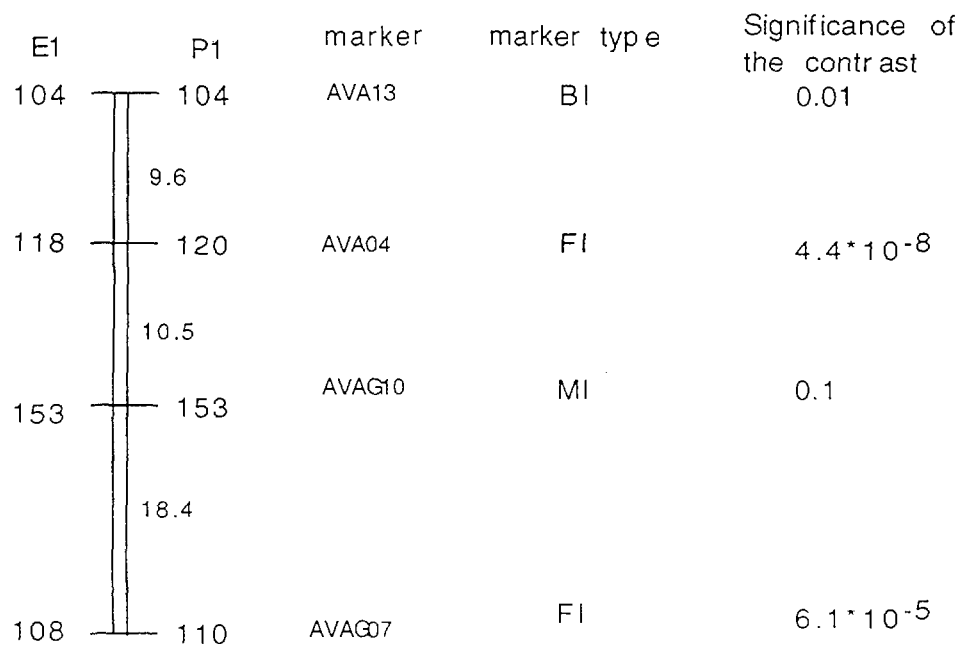 E1 P1 marker marker type Significance of the contrast
104 104 AVA13 BI 0.01
9.6
118 120 AVA04 FI 4.4*10-8
10.5
153 153 AVAG10 MI 0.1
18.4
108 110 AVAG07 FI 6.1*10-5